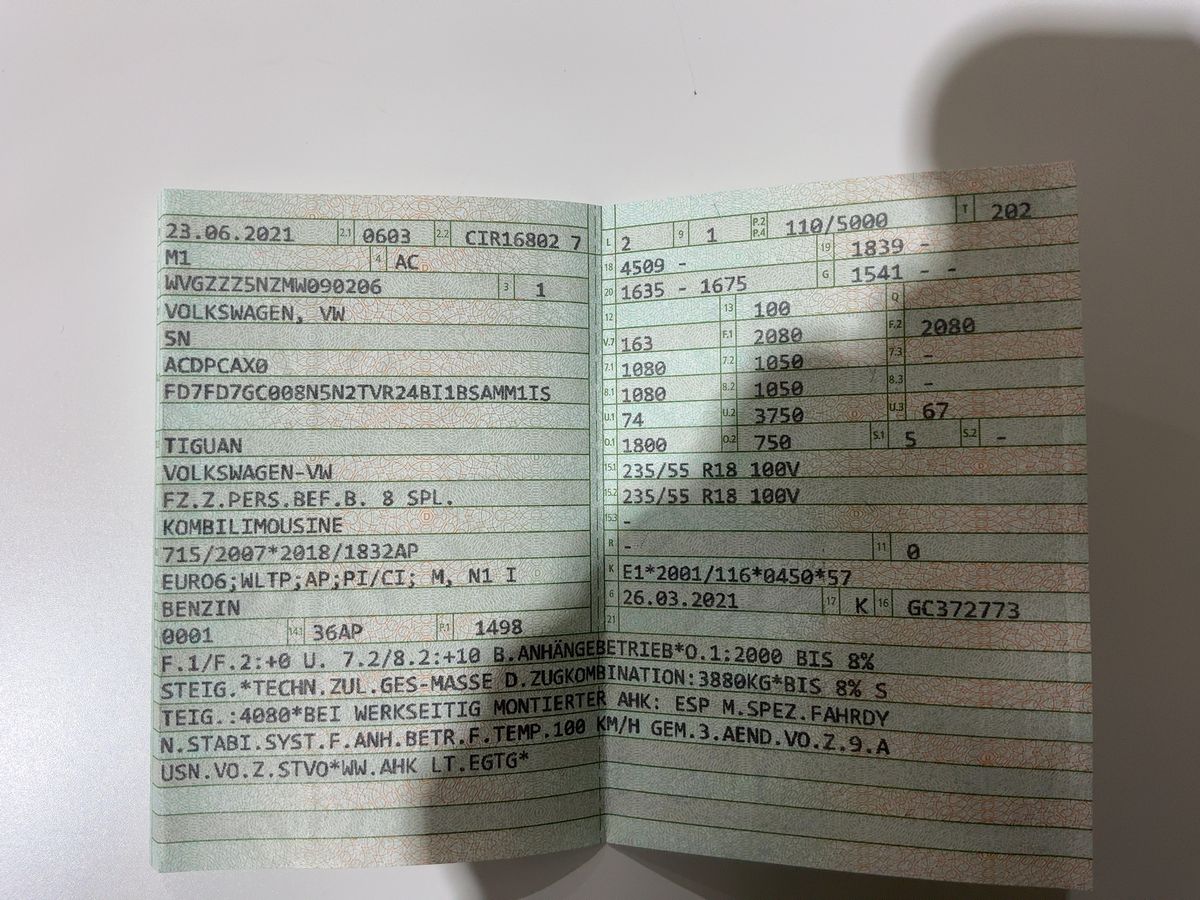 23.06.2021 2.1 0603 2.2 CIR16802 7
M1 4 AC
WVGZZZ5NZMW090206 3 1
VOLKSWAGEN, VW
5N
ACDPCAX0
FD7FD7GC008N5N2TVR24BI1BSAMM1IS
TIGUAN
VOLKSWAGEN-VW
FZ.Z.PERS.BEF.B. 8 SPL.
KOMBILIMOUSINE
715/2007*2018/1832AP
EURO6;WLTP;AP;PI/CI; M, N1 I
BENZIN
0001 14.1 36AP P.1 1498
L 2 9 1 P.2 P.4 110/5000 T 202
18 4509 - 19 1839 -
20 1635 - 1675 G 1541 - -
12 13 100 Q
V.7 163 F.1 2080 F.2 2080
7.1 1080 7.2 1050 7.3 -
8.1 1080 8.2 1050 8.3 -
U.1 74 U.2 3750 U.3 67
O.1 1800 O.2 750 S.1 5 S.2 -
15.1 235/55 R18 100V
15.2 235/55 R18 100V
15.3 -
R - 11 0
K E1*2001/116*0450*57
6 26.03.2021 17 K 16 GC372773
21
F.1/F.2:+0 U. 7.2/8.2:+10 B.ANHÄNGEBETRIEB*O.1:2000 BIS 8%
STEIG.*TECHN.ZUL.GES-MASSE D.ZUGKOMBINATION:3880KG*BIS 8% S
TEIG.:4080*BEI WERKSEITIG MONTIERTER AHK: ESP M.SPEZ.FAHRDY
N.STABI.SYST.F.ANH.BETR.F.TEMP.100 KM/H GEM.3.AEND.VO.Z.9.A
USN.VO.Z.STVO*WW.AHK LT.EGTG*